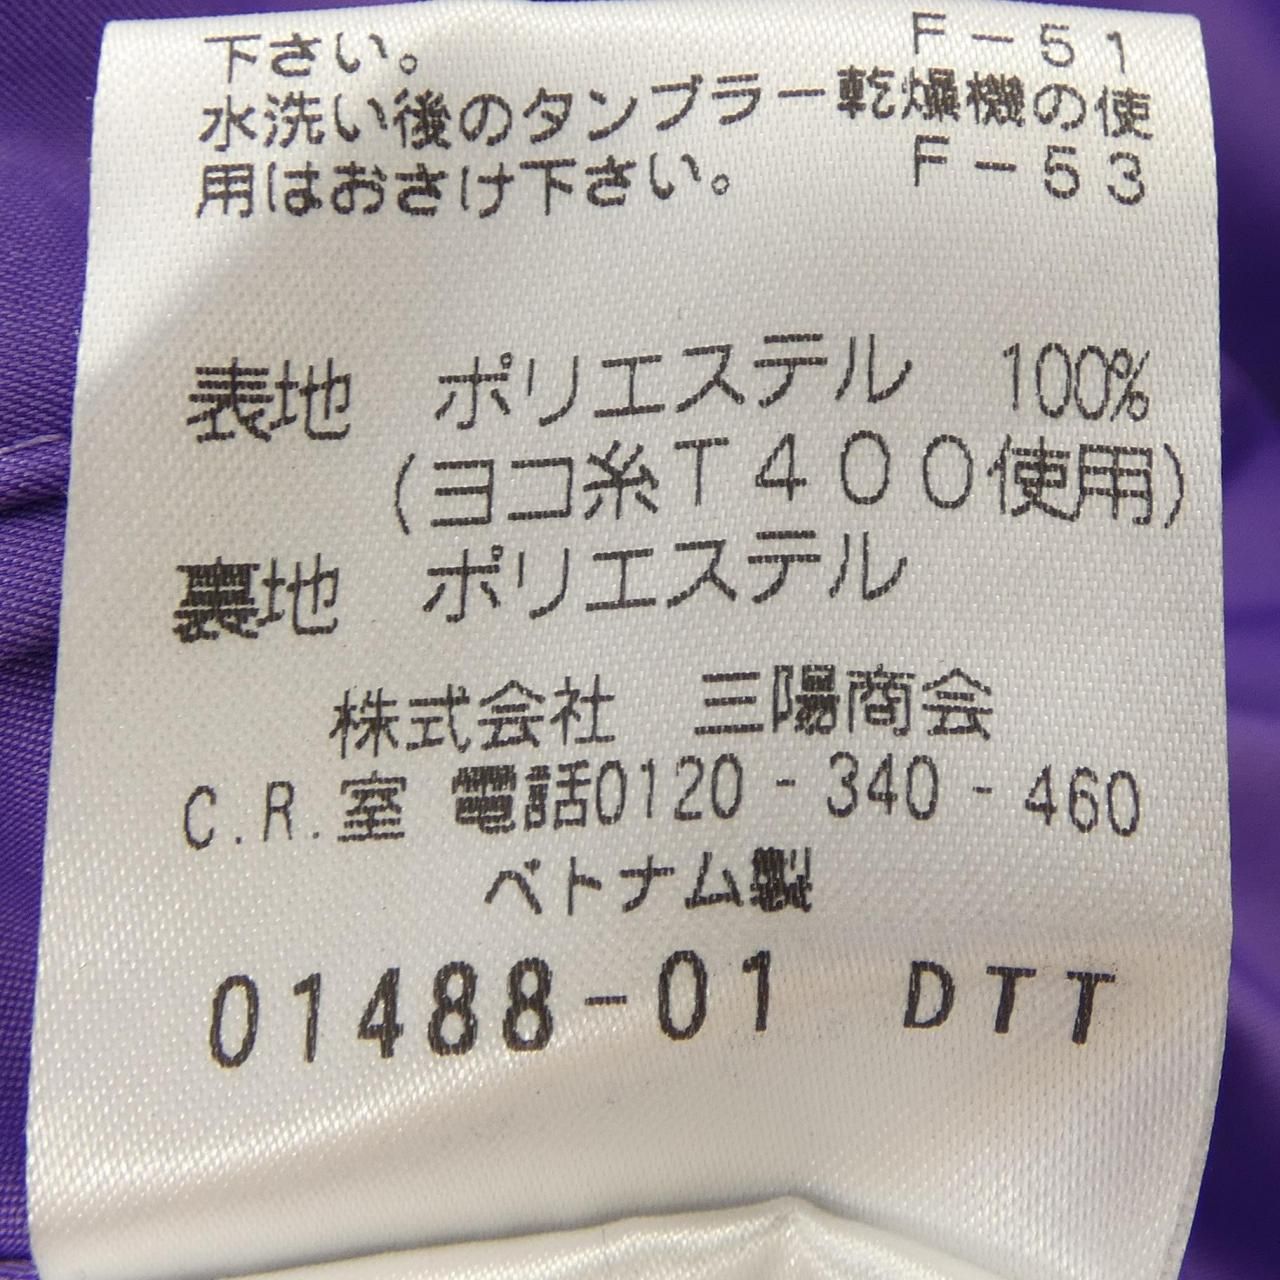 下さい。 F-51
水洗い後のタンブラー乾燥機の使
用はおさけ下さい。 F-53
表地 ポリエステル 100%
(ヨコ糸T400使用)
裏地 ポリエステル
株式会社 三陽商会
C.R.室 電話0120-340-460
ベトナム製
01488-01 DTT